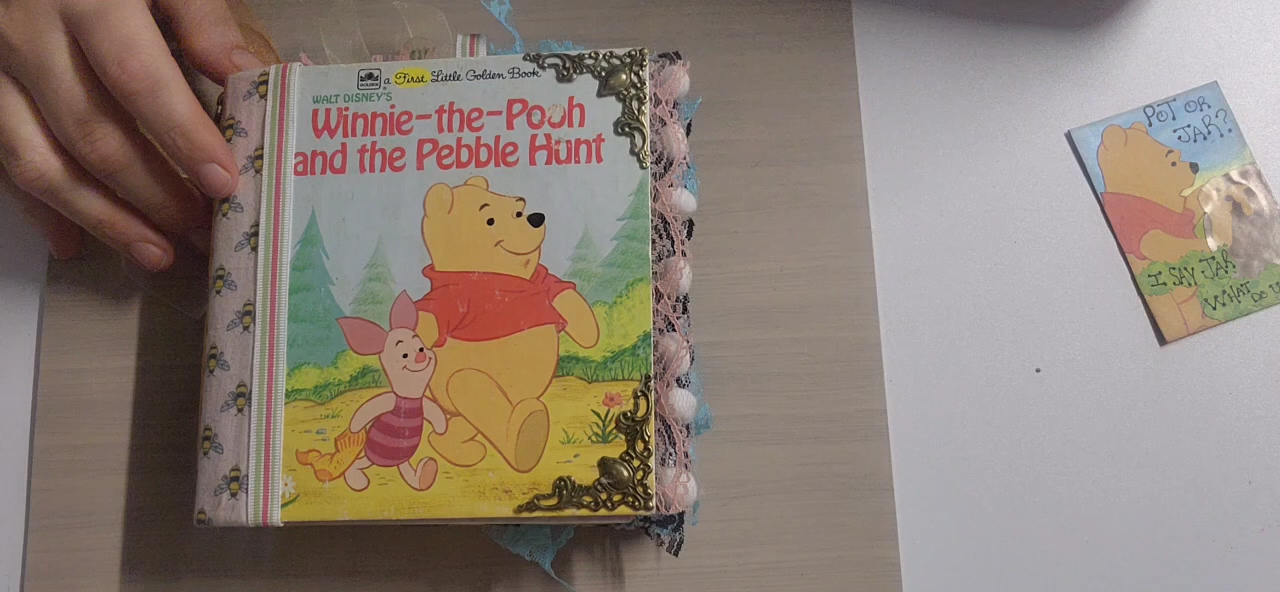 GOLDEN
a First Little Golden Book
WALT DISNEY'S
Winnie-the-Pooh
and the Pebble Hunt
POT OR
JAR?
I SAY JAR
WHAT DO U